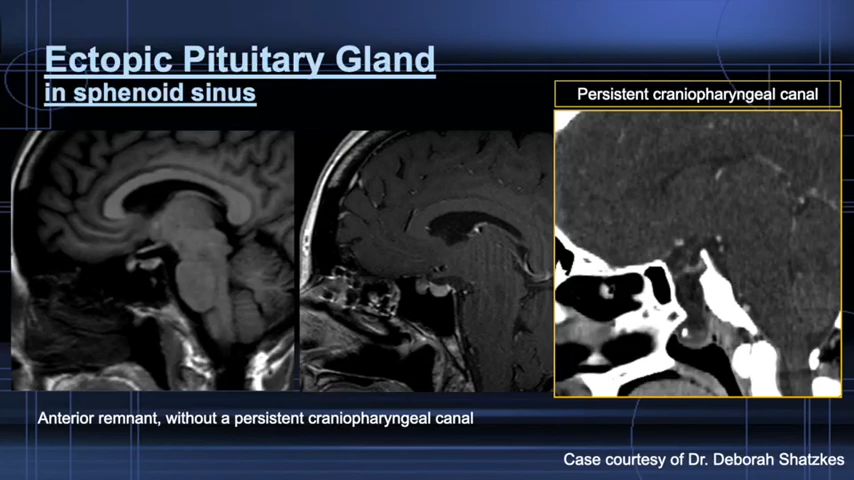 Ectopic Pituitary Gland
in sphenoid sinus
Persistent craniopharyngeal canal
Anterior remnant, without a persistent craniopharyngeal canal
Case courtesy of Dr. Deborah Shatzkes